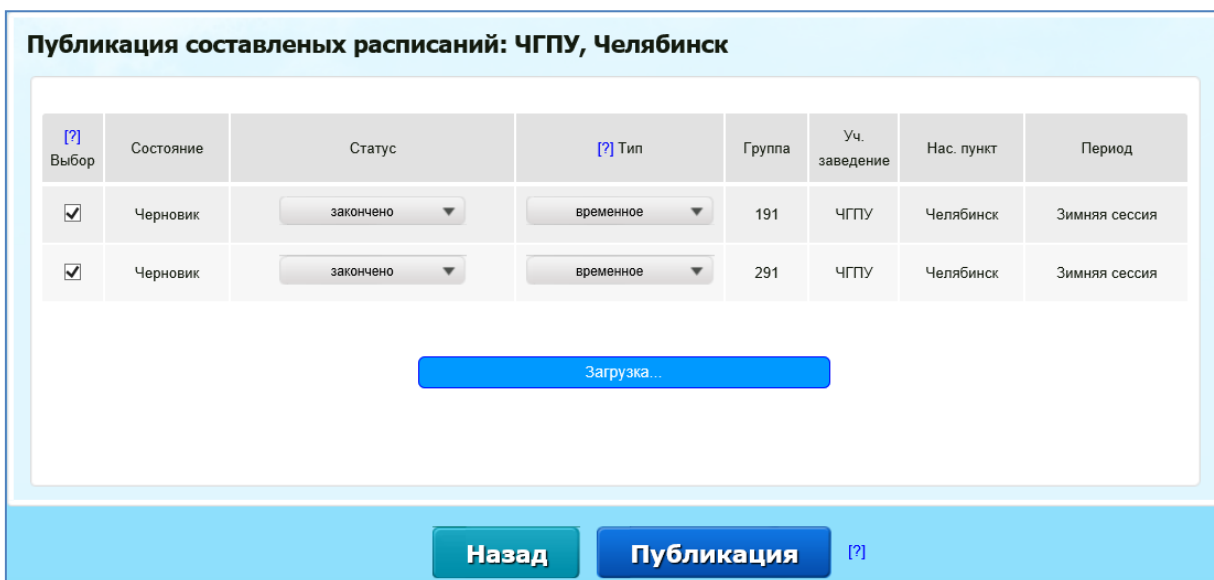 Публикация составленых расписаний: ЧГПУ, Челябинск
[?] Выбор Состояние Статус [?] Тип Группа Уч. заведение Нас. пункт Период
Черновик закончено временное 191 ЧГПУ Челябинск Зимняя сессия
Черновик закончено временное 291 ЧГПУ Челябинск Зимняя сессия
Загрузка...
Назад Публикация [?]